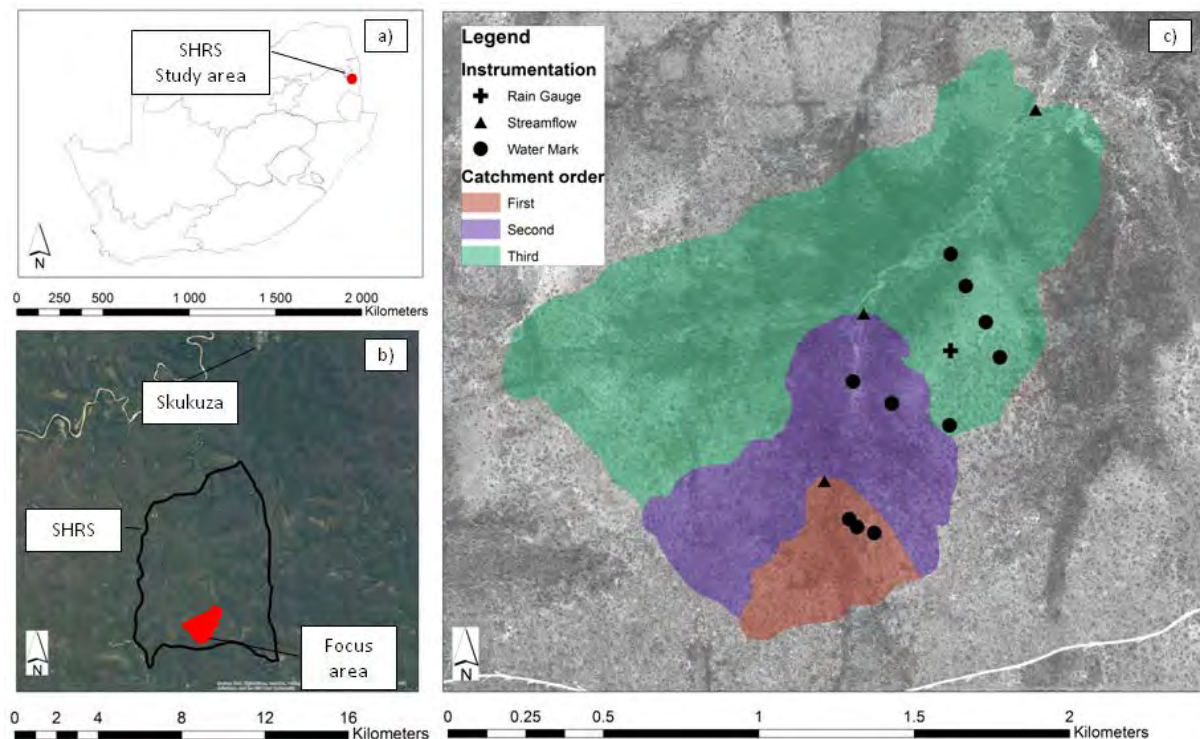 SHRS
Study area
a)
N
0 250 500 1 000 1 500 2 000
Kilometers
b)
Skukuza
SHRS
Focus
area
N
0 2 4 6 8 10 12 16
Kilometers
c)
Legend
Instrumentation
Rain Gauge
Streamflow
Water Mark
Catchment order
First
Second
Third
N
0 0.25 0.5 1 1.5 2
Kilometers